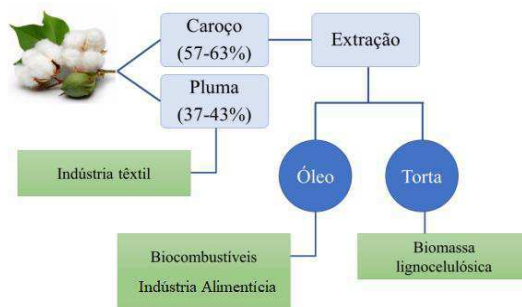 Caroço
(57-63%)
Extração
Pluma
(37-43%)
Indústria têxtil
Óleo
Torta
Biocombustíveis
Indústria Alimentícia
Biomassa
lignocelulósica